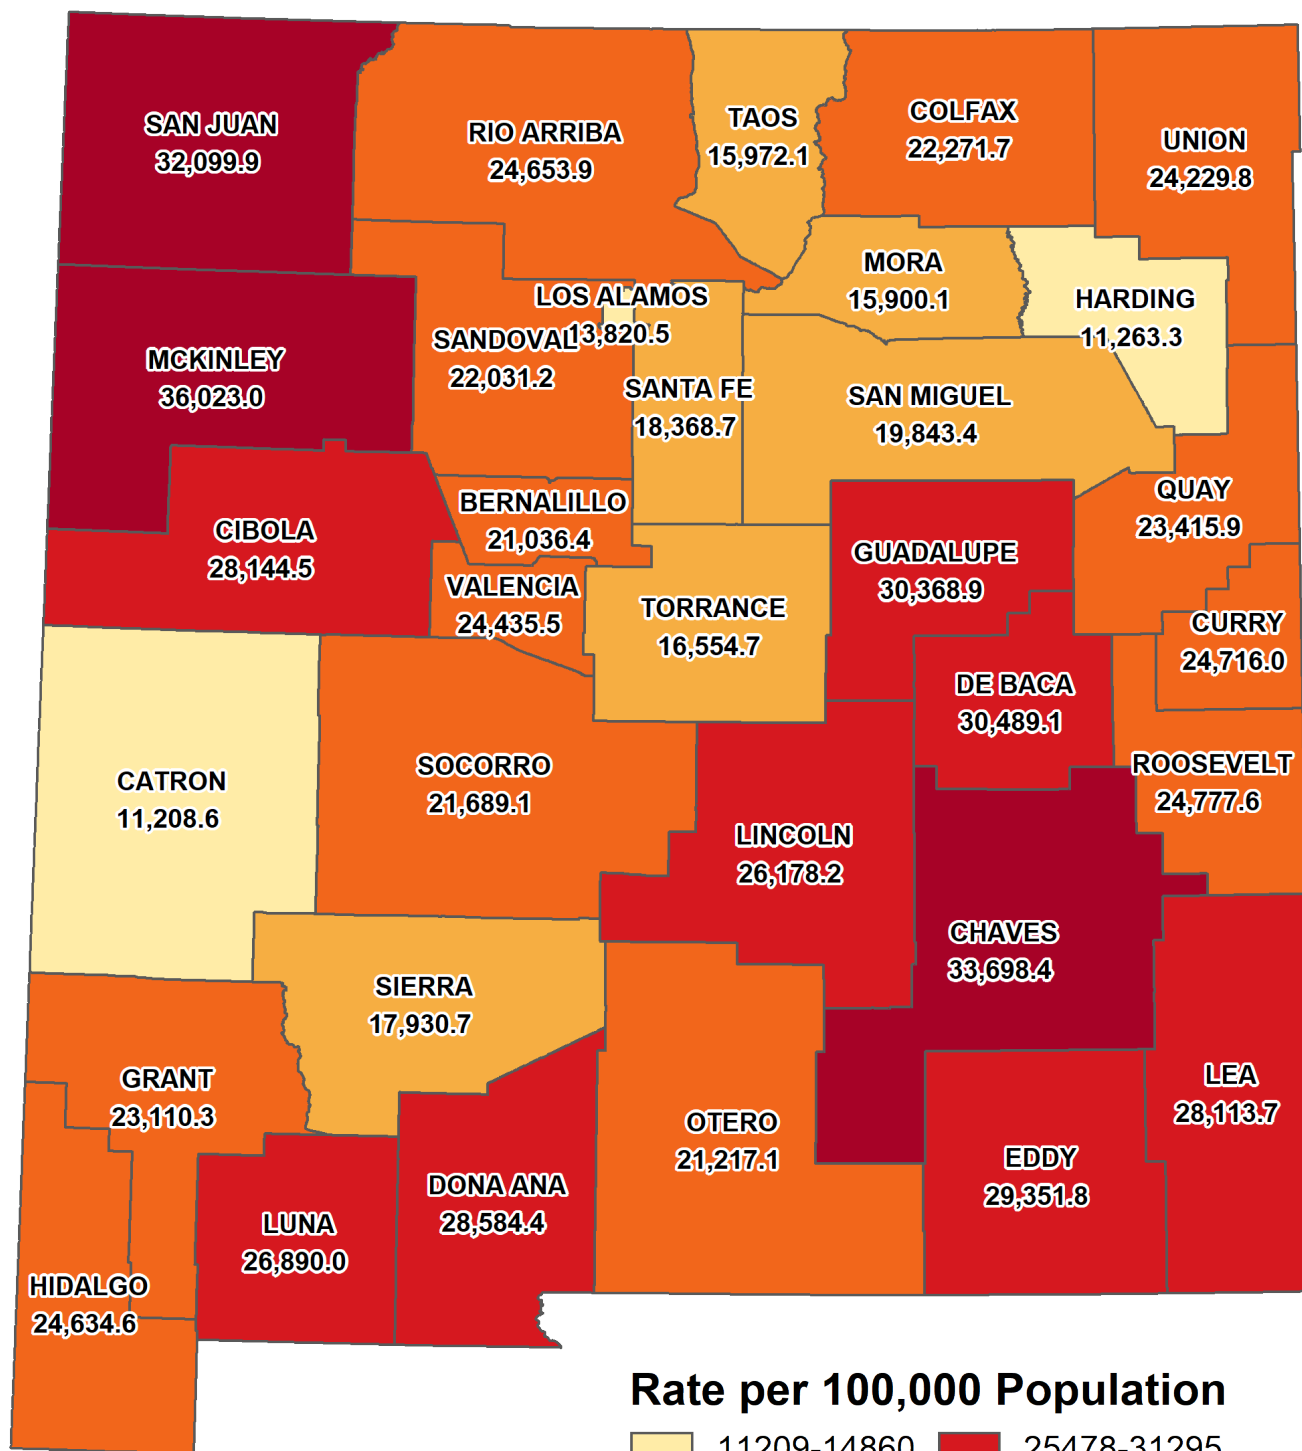 SAN JUAN
32,099.9
RIO ARRIBA
24,653.9
TAOS
15,972.1
COLFAX
22,271.7
UNION
24,229.8
MORA
15,900.1
HARDING
11,263.3
LOS ALAMOS
13,820.5
SANDOVAL
22,031.2
MCKINLEY
36,023.0
SANTA FE
18,368.7
SAN MIGUEL
19,843.4
QUAY
23,415.9
BERNALILLO
21,036.4
CIBOLA
28,144.5
GUADALUPE
30,368.9
VALENCIA
24,435.5
TORRANCE
16,554.7
CURRY
24,716.0
DE BACA
30,489.1
CATRON
11,208.6
SOCORRO
21,689.1
ROOSEVELT
24,777.6
LINCOLN
26,178.2
CHAVES
33,698.4
SIERRA
17,930.7
GRANT
23,110.3
LEA
28,113.7
OTERO
21,217.1
EDDY
29,351.8
DONA ANA
28,584.4
LUNA
26,890.0
HIDALGO
24,634.6
Rate per 100,000 Population
11209-14860 25478-31295